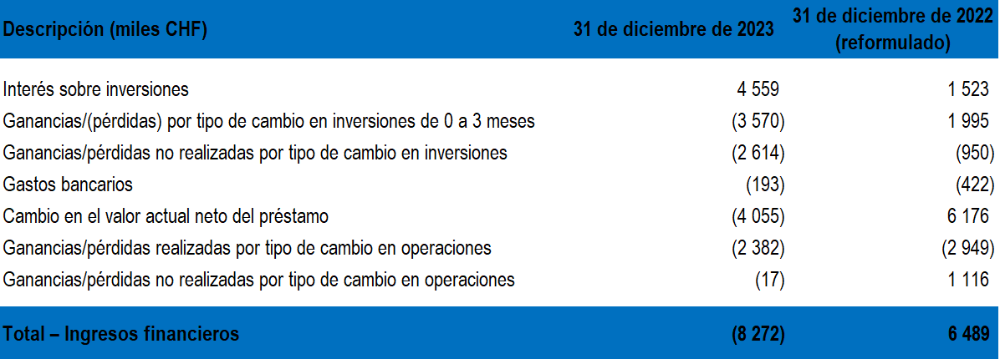 Descripción (miles CHF) 31 de diciembre de 2023 31 de diciembre de 2022
(reformulado)
Interés sobre inversiones 4 559 1 523
Ganancias/(pérdidas) por tipo de cambio en inversiones de 0 a 3 meses (3 570) 1 995
Ganancias/pérdidas no realizadas por tipo de cambio en inversiones (2 614) (950)
Gastos bancarios (193) (422)
Cambio en el valor actual neto del préstamo (4 055) 6 176
Ganancias/pérdidas realizadas por tipo de cambio en operaciones (2 382) (2 949)
Ganancias/pérdidas no realizadas por tipo de cambio en operaciones (17) 1 116
Total – Ingresos financieros (8 272) 6 489